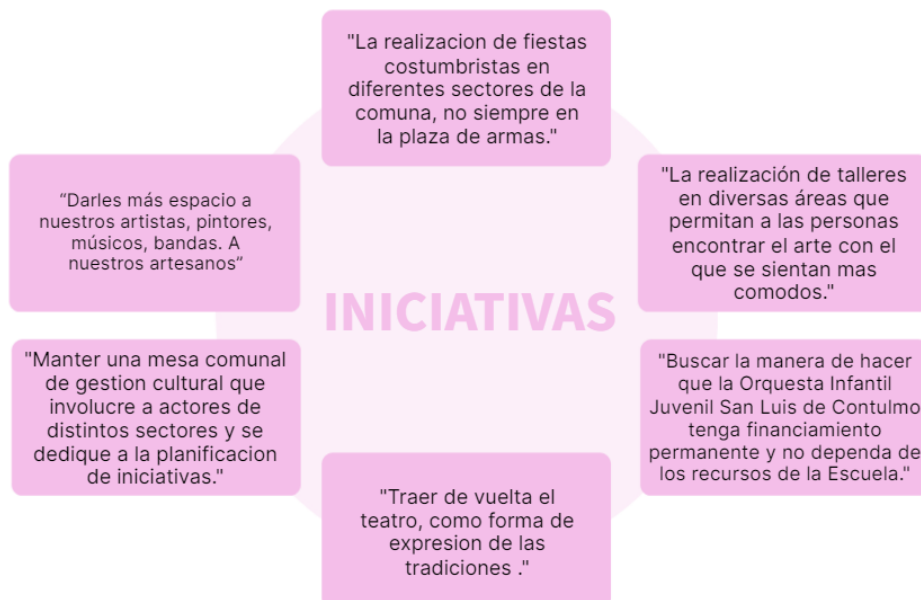 "La realizacion de fiestas
costumbristas en
diferentes sectores de la
comuna, no siempre en
la plaza de armas."
“Darles más espacio a
nuestros artistas, pintores,
músicos, bandas. A
nuestros artesanos“
"La realización de talleres
en diversas áreas que
permitan a las personas
encontrar el arte con el
que se sientan mas
comodos."
INICIATIVAS
"Manter una mesa comunal
de gestion cultural que
involucre a actores de
distintos sectores y se
dedique a la planificacion
de iniciativas."
"Buscar la manera de hacer
que la Orquesta Infantil
Juvenil San Luis de Contulmo
tenga financiamiento
permanente y no dependa de
los recursos de la Escuela."
"Traer de vuelta el
teatro, como forma de
expresion de las
tradiciones ."